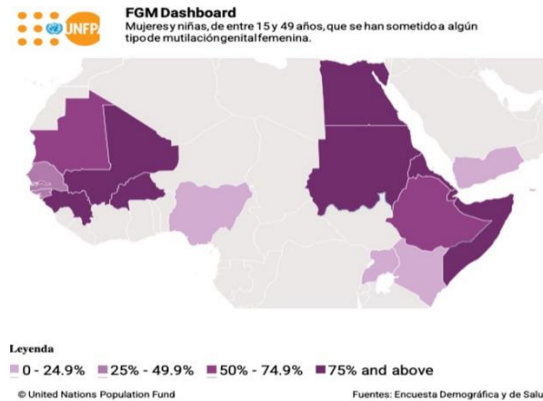 UNFPA
FGM Dashboard
Mujeres y niñas, de entre 15 y 49 años, que se han sometido a algún
tipo de mutilación genital femenina.
Leyenda
0 - 24.9% 25% - 49.9% 50% - 74.9% 75% and above
© United Nations Population Fund Fuentes: Encuesta Demográfica y de Salu